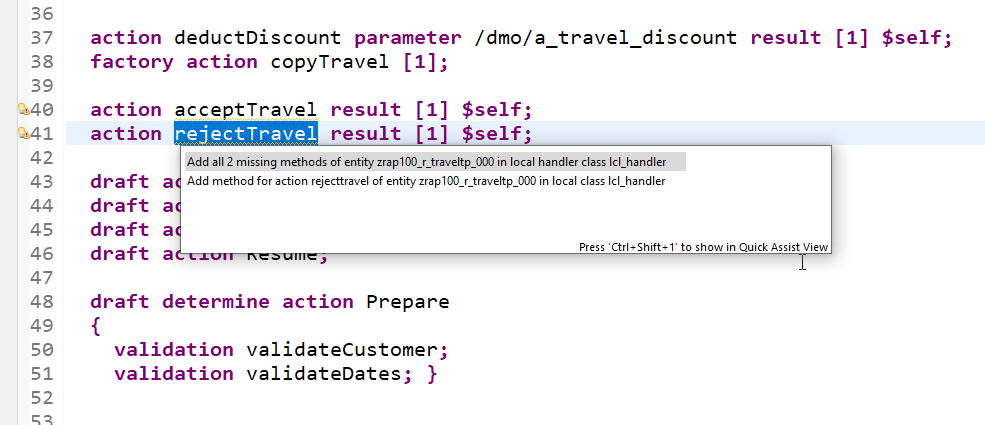 36
37 action deductDiscount parameter /dmo/a_travel_discount result [1] $self;
38 factory action copyTravel [1];
39
40 action acceptTravel result [1] $self;
41 action rejectTravel result [1] $self;
42
Add all 2 missing methods of entity zrap100_r_traveltp_000 in local handler class lcl_handler
43 draft ac
Add method for action rejecttravel of entity zrap100_r_traveltp_000 in local class lcl_handler
44 draft ac
45 draft ac
46 draft action Resume;
Press 'Ctrl+Shift+1' to show in Quick Assist View
47
48 draft determine action Prepare
49 {
50 validation validateCustomer;
51 validation validateDates; }
52
53